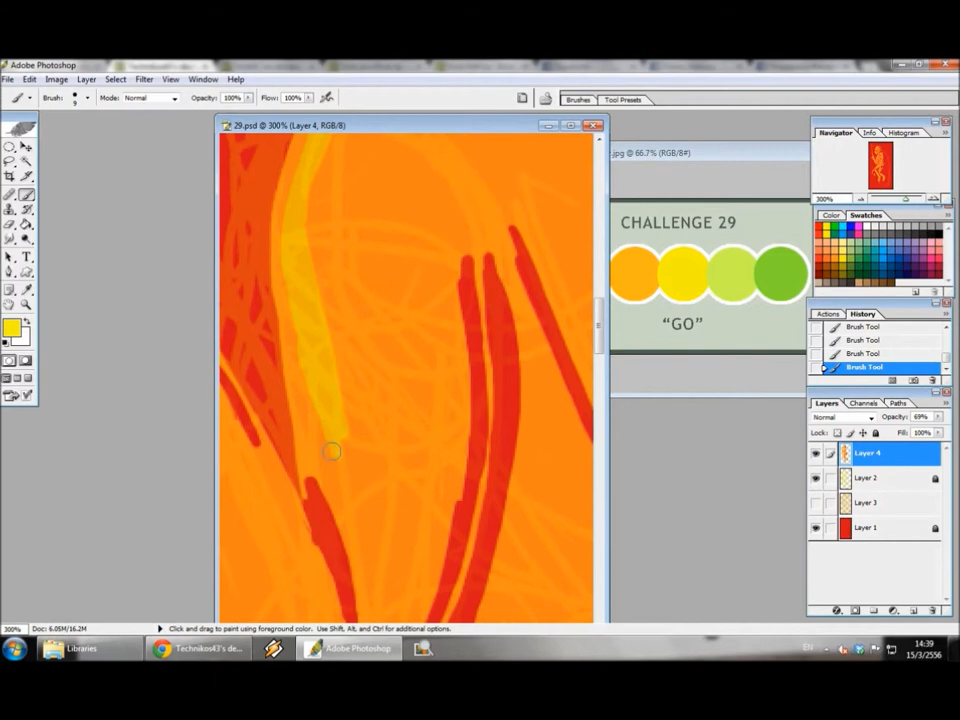 Adobe Photoshop
File Edit Image Layer Select Filter View Window Help
Brush: 9 Mode: Normal Opacity: 100% Flow: 100%
Brushes Tool Presets
29.psd @ 300% (Layer 4, RGB/8)
.jpg @ 66.7% (RGB/8#)
CHALLENGE 29
“GO”
Navigator Info Histogram
300%
Color Swatches
Actions History
Brush Tool
Brush Tool
Brush Tool
Brush Tool
Layers Channels Paths
Normal Opacity: 69%
Lock: Fill: 100%
Layer 4
Layer 2
Layer 3
Layer 1
300% Doc: 6.05M/16.2M Click and drag to paint using foreground color. Use Shift, Alt, and Ctrl for additional options.
Libraries
Technikos43's de...
Adobe Photoshop
EN
14:39
15/3/2556